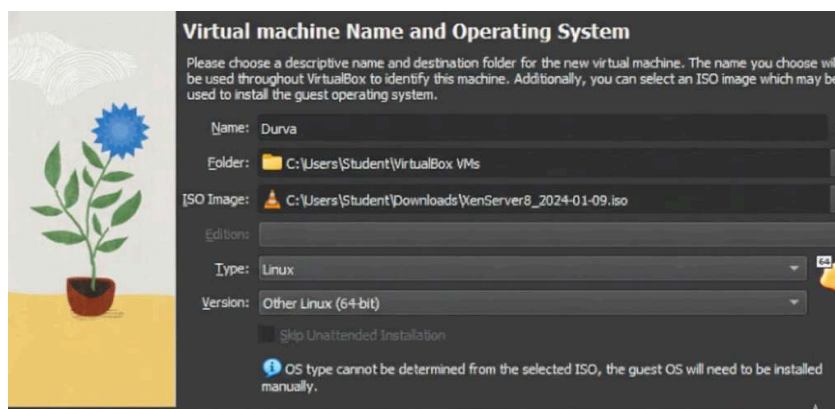 Virtual machine Name and Operating System
Please choose a descriptive name and destination folder for the new virtual machine. The name you choose wil
be used throughout VirtualBox to identify this machine. Additionally, you can select an ISO image which may be
used to install the guest operating system.
Name: Durva
Folder: C:\Users\Student\VirtualBox VMs
ISO Image: C:\Users\Student\Downloads\XenServer8_2024-01-09.iso
Edition:
Type: Linux
64
Version: Other Linux (64-bit)
Skip Unattended Installation
OS type cannot be determined from the selected ISO, the guest OS will need to be installed
manually.